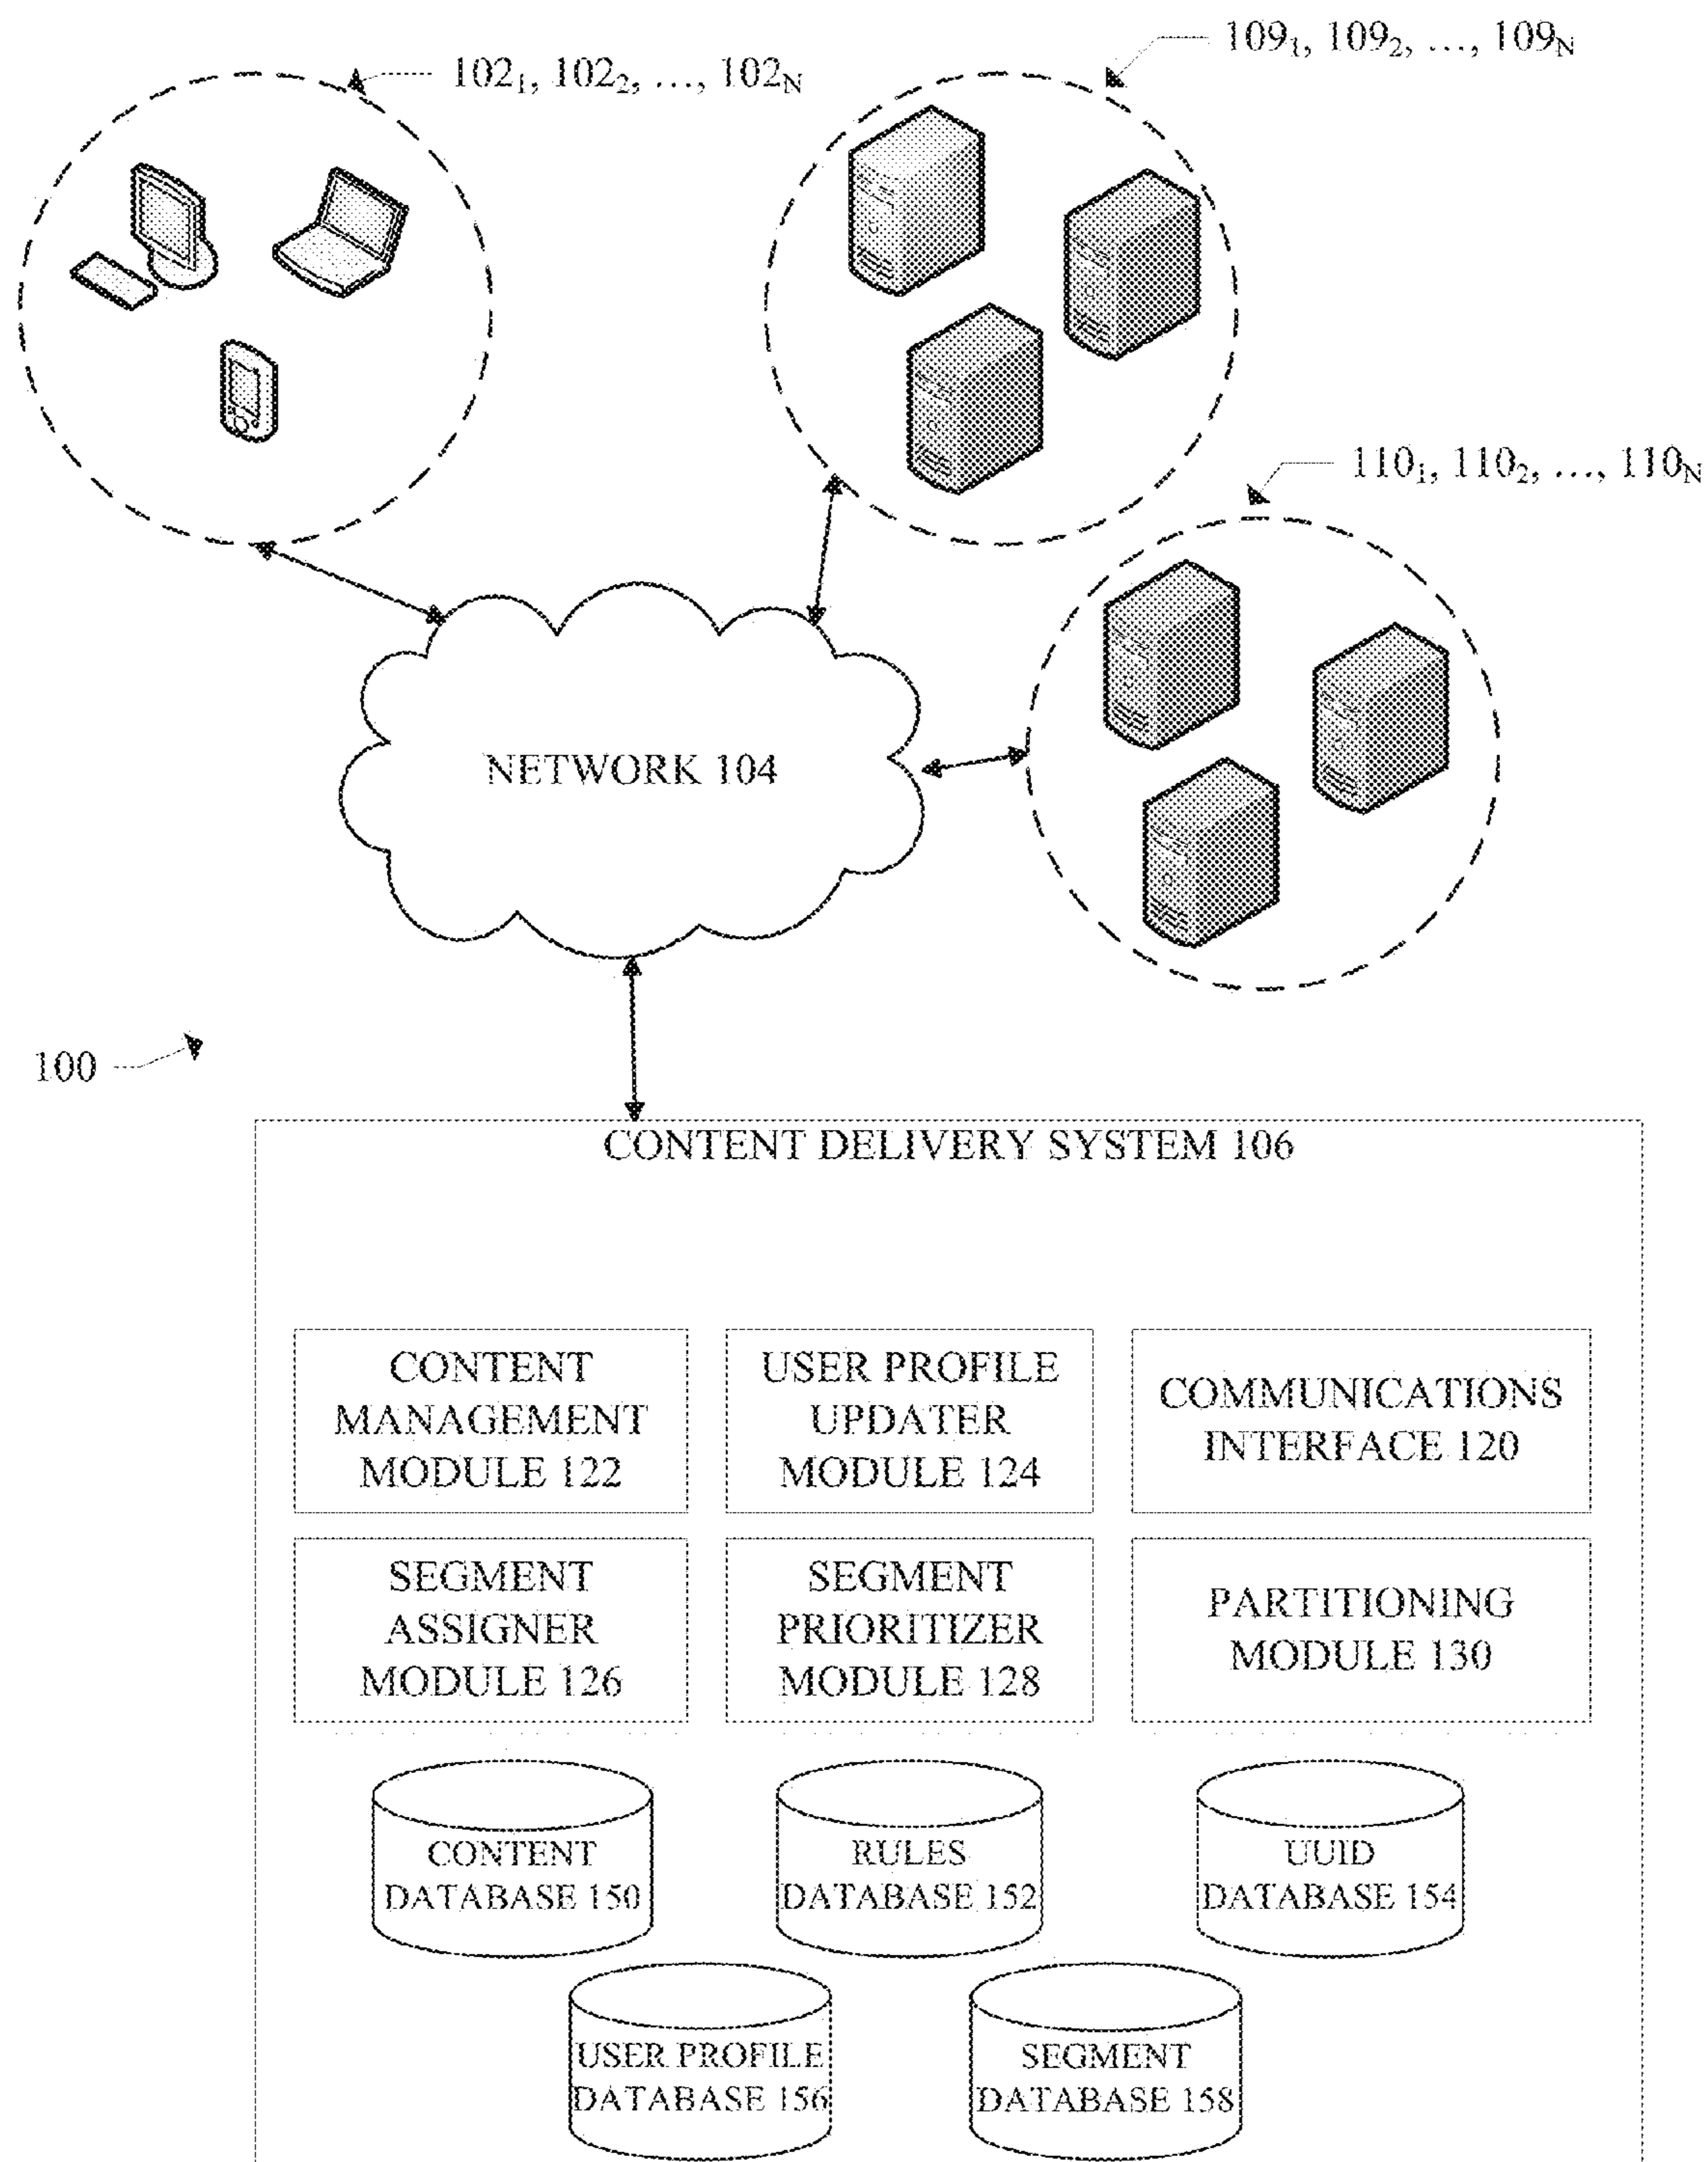 109₁, 109₂, …, 109N
102₁, 102₂, …, 102N
110₁, 110₂, …, 110N
NETWORK 104
100
CONTENT DELIVERY SYSTEM 106
CONTENT
MANAGEMENT
MODULE 122
USER PROFILE
UPDATER
MODULE 124
COMMUNICATIONS
INTERFACE 120
SEGMENT
ASSIGNER
MODULE 126
SEGMENT
PRIORITIZER
MODULE 128
PARTITIONING
MODULE 130
CONTENT
DATABASE 150
RULES
DATABASE 152
UUID
DATABASE 154
USER PROFILE
DATABASE 156
SEGMENT
DATABASE 158